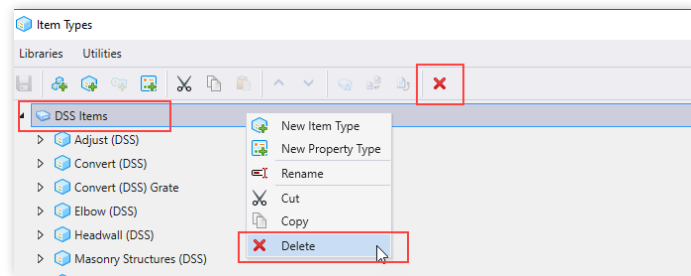 Item Types
Libraries Utilities
DSS Items
Adjust (DSS)
Convert (DSS)
Convert (DSS) Grate
Elbow (DSS)
Headwall (DSS)
Masonry Structures (DSS)
New Item Type
New Property Type
Rename
Cut
Copy
Delete